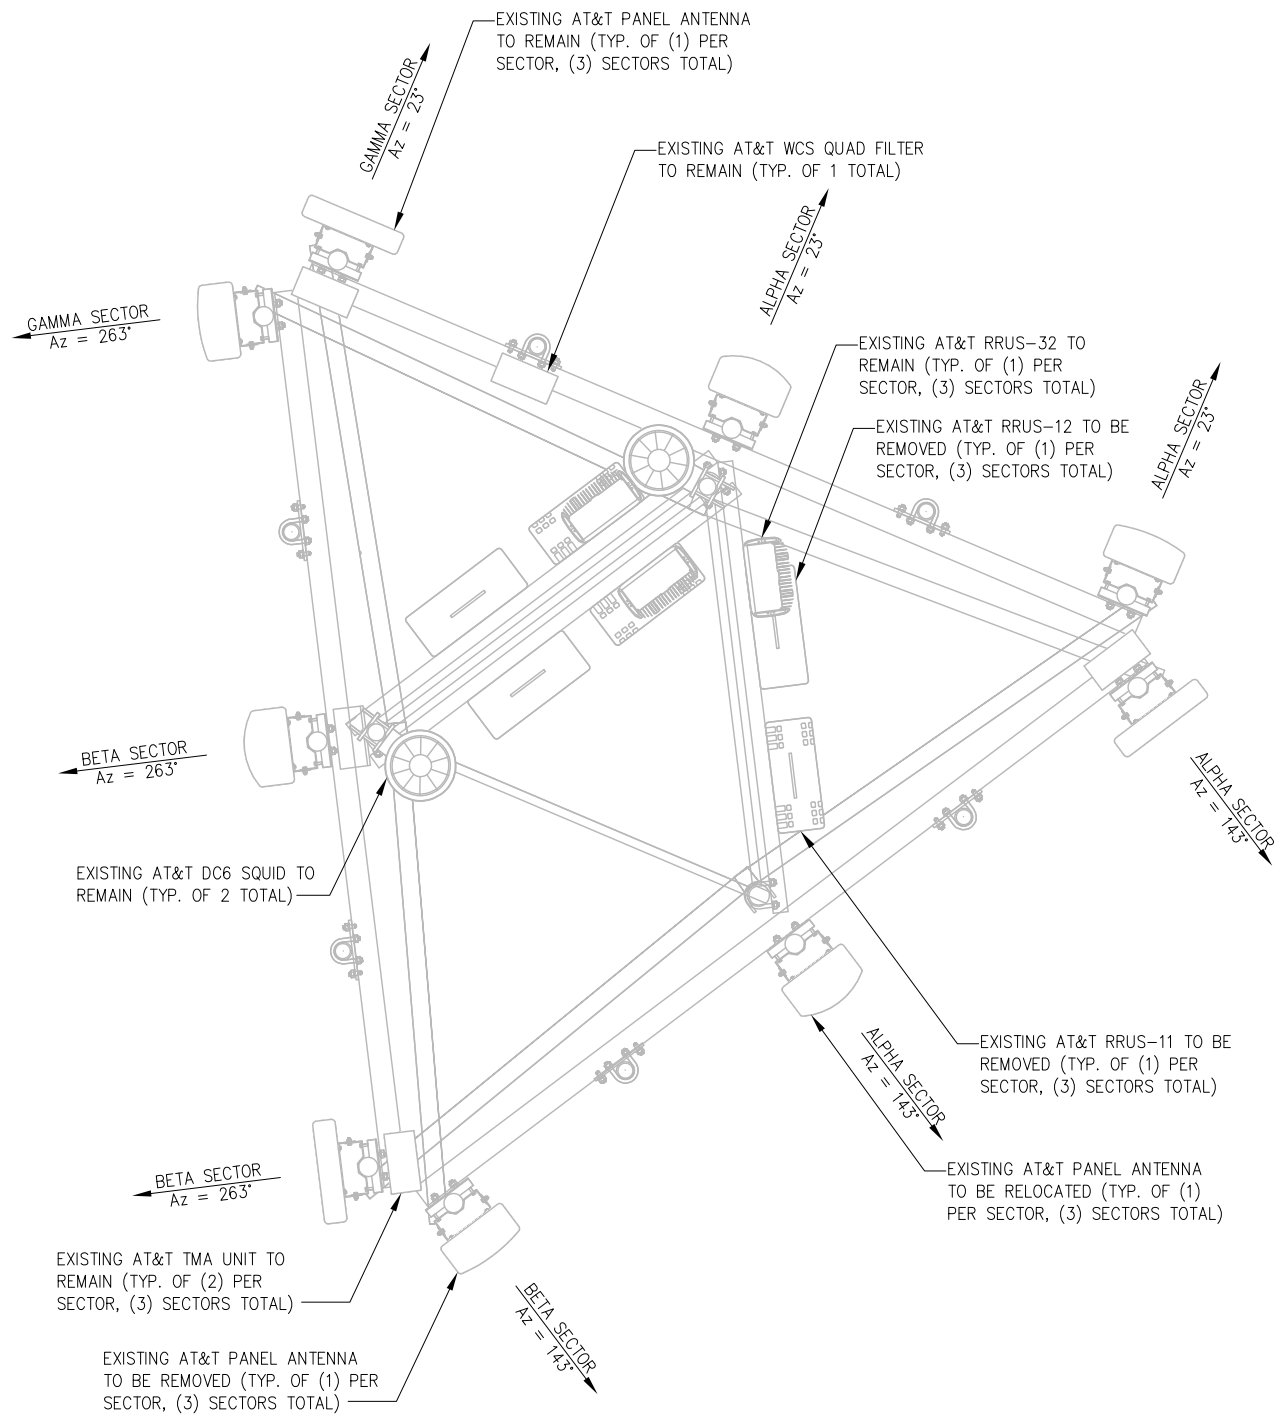 EXISTING AT&T PANEL ANTENNA
TO REMAIN (TYP. OF (1) PER
SECTOR, (3) SECTORS TOTAL)
GAMMA SECTOR
Az = 23°
EXISTING AT&T WCS QUAD FILTER
TO REMAIN (TYP. OF 1 TOTAL)
ALPHA SECTOR
Az = 23°
GAMMA SECTOR
Az = 263°
EXISTING AT&T RRUS-32 TO
REMAIN (TYP. OF (1) PER
SECTOR, (3) SECTORS TOTAL)
EXISTING AT&T RRUS-12 TO BE
REMOVED (TYP. OF (1) PER
SECTOR, (3) SECTORS TOTAL)
ALPHA SECTOR
Az = 23°
BETA SECTOR
Az = 263°
ALPHA SECTOR
Az = 143°
EXISTING AT&T DC6 SQUID TO
REMAIN (TYP. OF 2 TOTAL)
EXISTING AT&T RRUS-11 TO BE
REMOVED (TYP. OF (1) PER
SECTOR, (3) SECTORS TOTAL)
ALPHA SECTOR
Az = 143°
BETA SECTOR
Az = 263°
EXISTING AT&T PANEL ANTENNA
TO BE RELOCATED (TYP. OF (1)
PER SECTOR, (3) SECTORS TOTAL)
EXISTING AT&T TMA UNIT TO
REMAIN (TYP. OF (2) PER
SECTOR, (3) SECTORS TOTAL)
BETA SECTOR
Az = 143°
EXISTING AT&T PANEL ANTENNA
TO BE REMOVED (TYP. OF (1) PER
SECTOR, (3) SECTORS TOTAL)